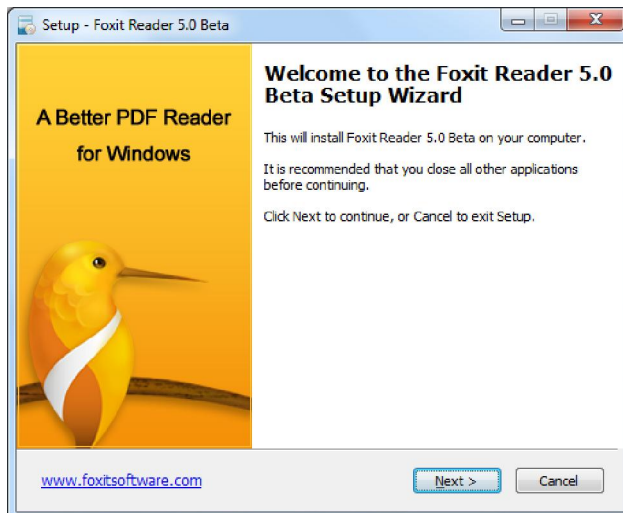 Setup - Foxit Reader 5.0 Beta
A Better PDF Reader
for Windows
Welcome to the Foxit Reader 5.0
Beta Setup Wizard
This will install Foxit Reader 5.0 Beta on your computer.
It is recommended that you close all other applications
before continuing.
Click Next to continue, or Cancel to exit Setup.
www.foxitsoftware.com
Next >
Cancel